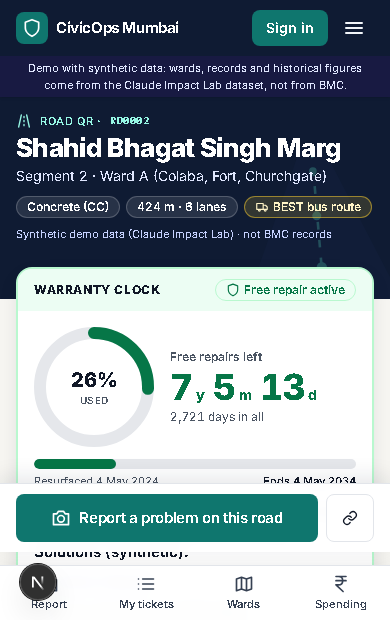 CivicOps Mumbai
Sign in
Demo with synthetic data: wards, records and historical figures
come from the Claude Impact Lab dataset, not from BMC.
ROAD QR · RD0002
Shahid Bhagat Singh Marg
Segment 2 · Ward A (Colaba, Fort, Churchgate)
Concrete (CC)
424 m · 6 lanes
BEST bus route
Synthetic demo data (Claude Impact Lab) · not BMC records
WARRANTY CLOCK
Free repair active
26%
USED
Free repairs left
7 y 5 m 13 d
2,721 days in all
Resurfaced 4 May 2024
Ends 4 May 2034
Report a problem on this road
Solutions (synthetic).
N
Report
My tickets
Wards
Spending